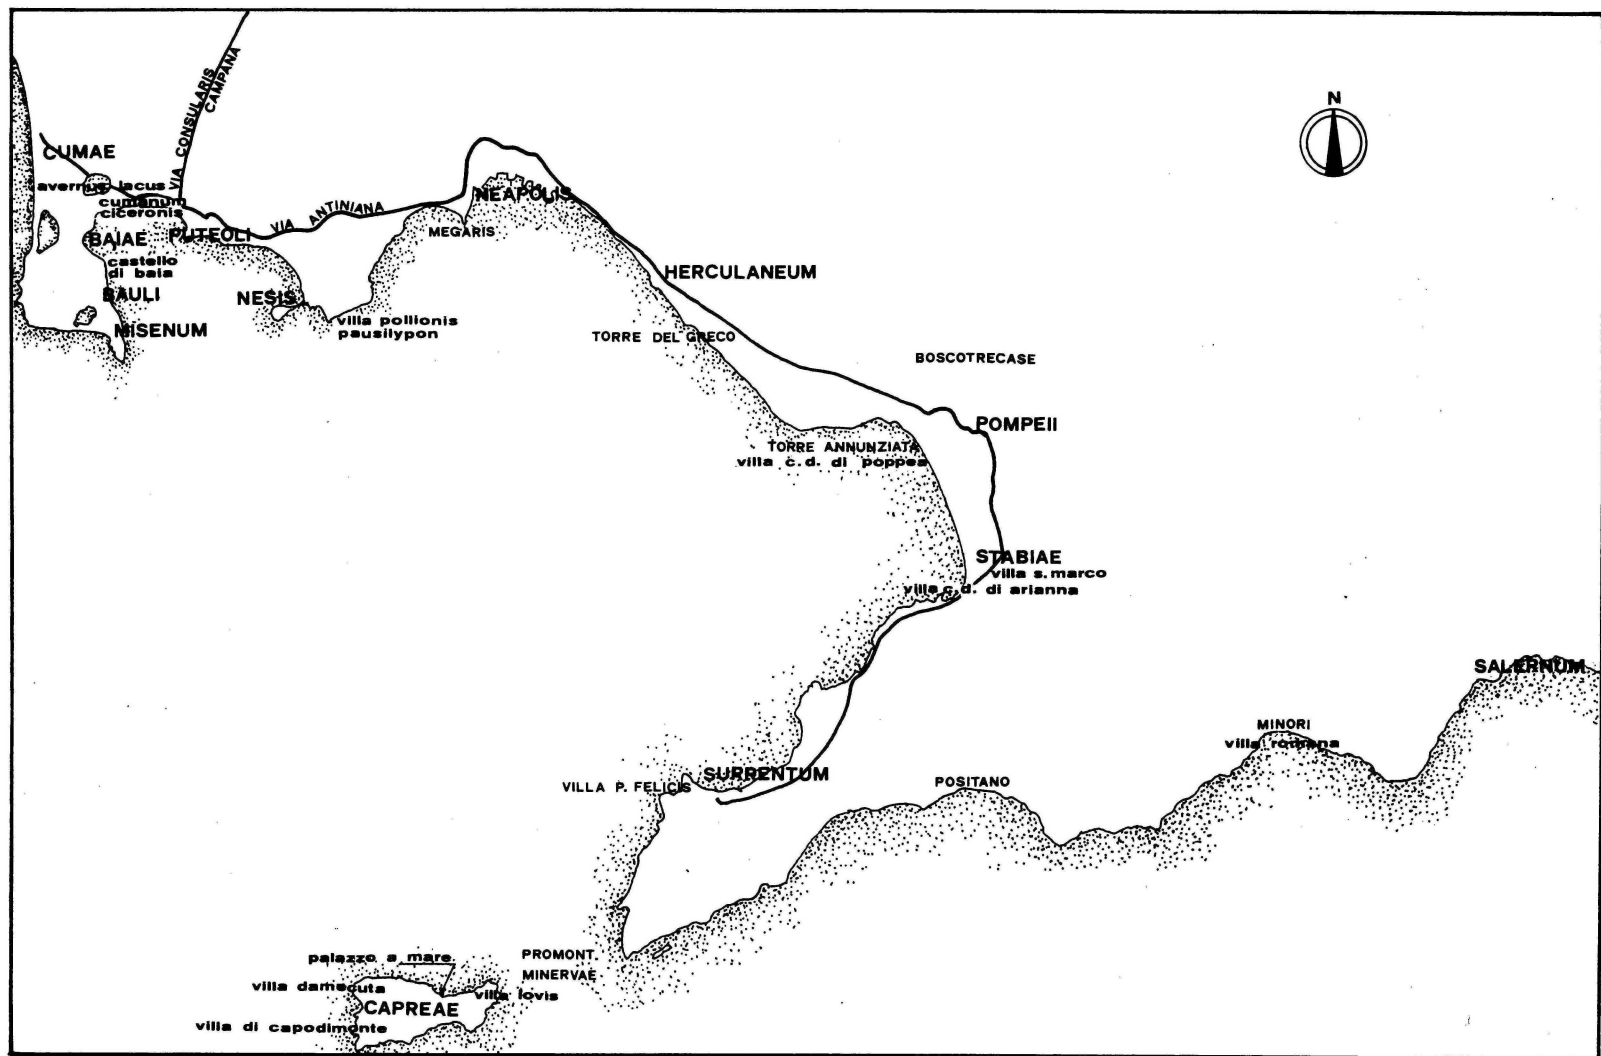 N
VIA CONSULARIS
CAMPANA
CUMAE
avernus lacus
cumanum
ciceronis
VIA ANTINIANA
NEAPOLIS
MEGARIS
BAIAE
PUTEOLI
castello
di baia
HERCULANEUM
BAULI
NESIS
MISENUM
villa pollionis
pausilypon
TORRE DEL GRECO
BOSCOTRECASE
POMPEII
TORRE ANNUNZIATA
villa c.d. di poppea
STABIAE
villa s. marco
villa c.d. di arianna
SALERNUM
MINORI
villa romana
SURRENTUM
VILLA P. FELICIS
POSITANO
PROMONT.
MINERVAE
palazzo a mare
villa damecuta
villa Iovis
CAPREAE
villa di capodimonte